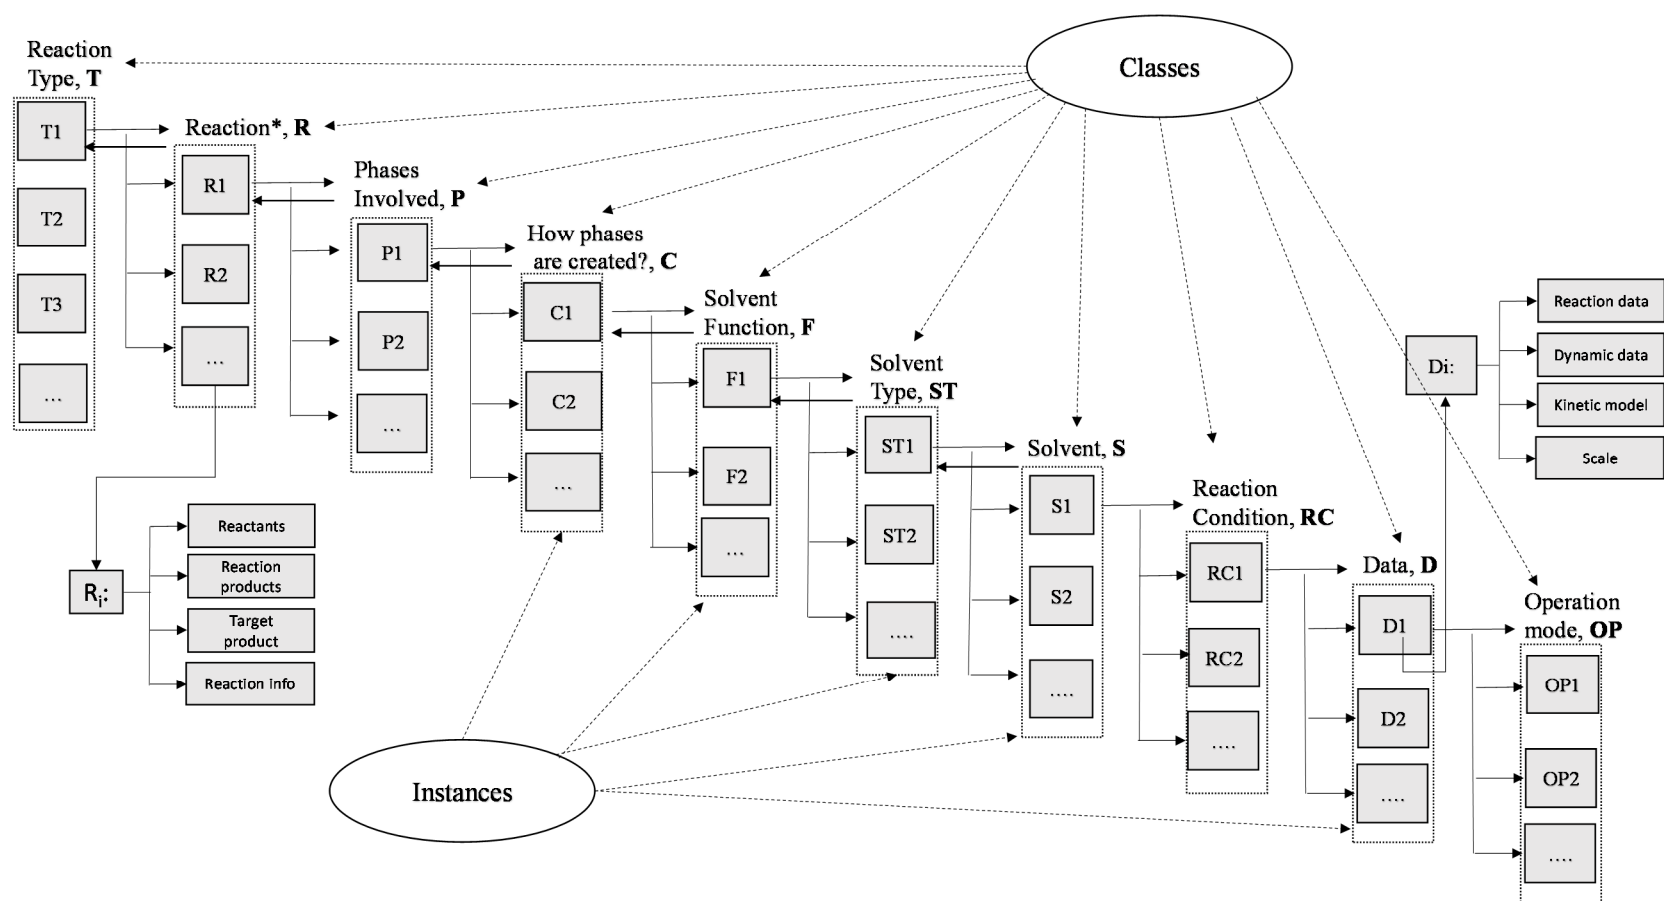 Classes
Reaction
Type, T
T1
T2
T3
...
Reaction*, R
R1
R2
...
Phases
Involved, P
P1
P2
...
How phases
are created?, C
C1
C2
...
Solvent
Function, F
F1
F2
...
Solvent
Type, ST
ST1
ST2
....
Solvent, S
S1
S2
....
Reaction
Condition, RC
RC1
RC2
....
Data, D
D1
D2
....
Operation
mode, OP
OP1
OP2
....
Di:
Reaction data
Dynamic data
Kinetic model
Scale
Ri:
Reactants
Reaction
products
Target
product
Reaction info
Instances